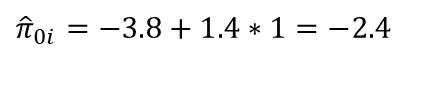 π̂₀ᵢ = −3.8 + 1.4 ∗ 1 = −2.4